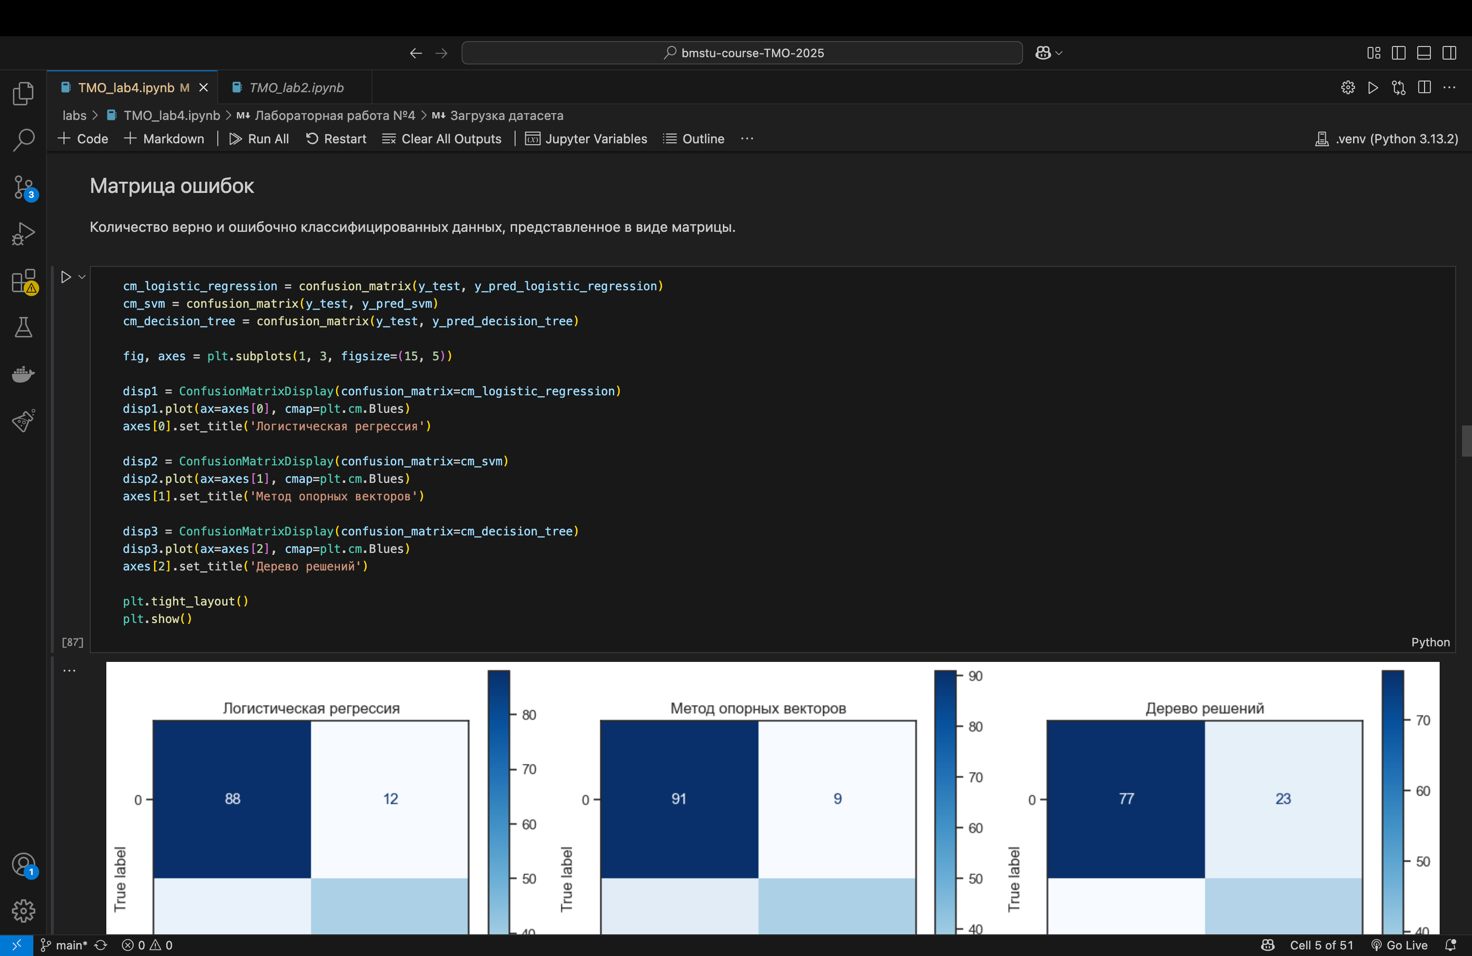 bmstu-course-TMO-2025
TMO_lab4.ipynb M
TMO_lab2.ipynb
labs > TMO_lab4.ipynb > M↓ Лабораторная работа №4 > M↓ Загрузка датасета
+ Code + Markdown | Run All Restart Clear All Outputs | Jupyter Variables Outline ...
.venv (Python 3.13.2)
3
Матрица ошибок
Количество верно и ошибочно классифицированных данных, представленное в виде матрицы.
cm_logistic_regression = confusion_matrix(y_test, y_pred_logistic_regression)
cm_svm = confusion_matrix(y_test, y_pred_svm)
cm_decision_tree = confusion_matrix(y_test, y_pred_decision_tree)
fig, axes = plt.subplots(1, 3, figsize=(15, 5))
disp1 = ConfusionMatrixDisplay(confusion_matrix=cm_logistic_regression)
disp1.plot(ax=axes[0], cmap=plt.cm.Blues)
axes[0].set_title('Логистическая регрессия')
disp2 = ConfusionMatrixDisplay(confusion_matrix=cm_svm)
disp2.plot(ax=axes[1], cmap=plt.cm.Blues)
axes[1].set_title('Метод опорных векторов')
disp3 = ConfusionMatrixDisplay(confusion_matrix=cm_decision_tree)
disp3.plot(ax=axes[2], cmap=plt.cm.Blues)
axes[2].set_title('Дерево решений')
plt.tight_layout()
plt.show()
[87]
Python
...
Логистическая регрессия
0
88
12
True label
80
70
60
50
40
Метод опорных векторов
0
91
9
True label
90
80
70
60
50
40
Дерево решений
0
77
23
True label
70
60
50
40
1
main* 0 0
Cell 5 of 51 Go Live